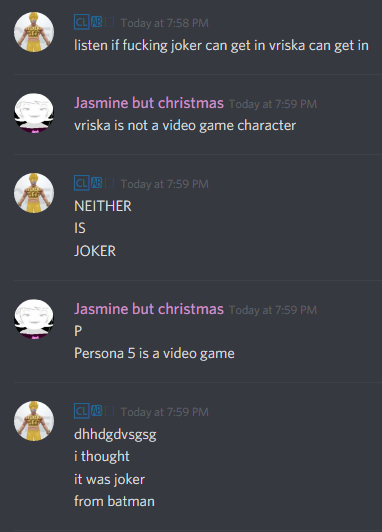 CL AB Today at 7:58 PM
listen if fucking joker can get in vriska can get in
Jasmine but christmas Today at 7:59 PM
vriska is not a video game character
CL AB Today at 7:59 PM
NEITHER
IS
JOKER
Jasmine but christmas Today at 7:59 PM
P
Persona 5 is a video game
CL AB Today at 7:59 PM
dhhdgdvsgsg
i thought
it was joker
from batman